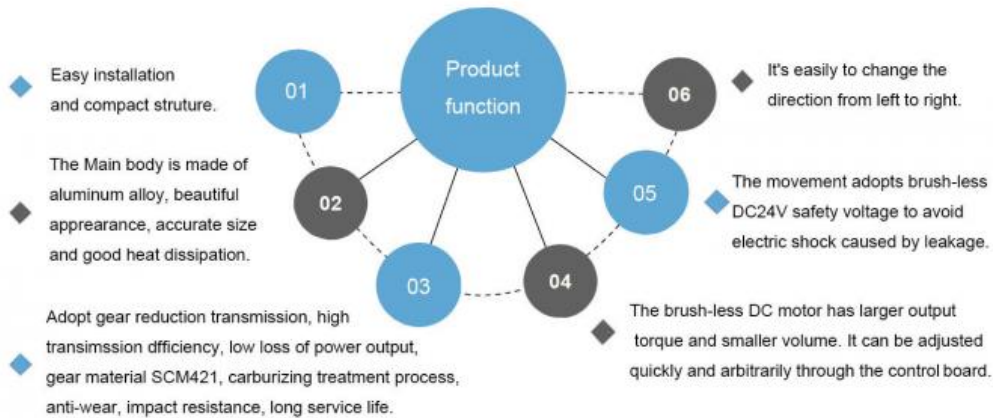 Product
function
01
Easy installation
and compact struture.
02
The Main body is made of
aluminum alloy, beautiful
apprearance, accurate size
and good heat dissipation.
03
Adopt gear reduction transmission, high
transimssion dfficiency, low loss of power output,
gear material SCM421, carburizing treatment process,
anti-wear, impact resistance, long service life.
04
The brush-less DC motor has larger output
torque and smaller volume. It can be adjusted
quickly and arbitrarily through the control board.
05
The movement adopts brush-less
DC24V safety voltage to avoid
electric shock caused by leakage.
06
It's easily to change the
direction from left to right.